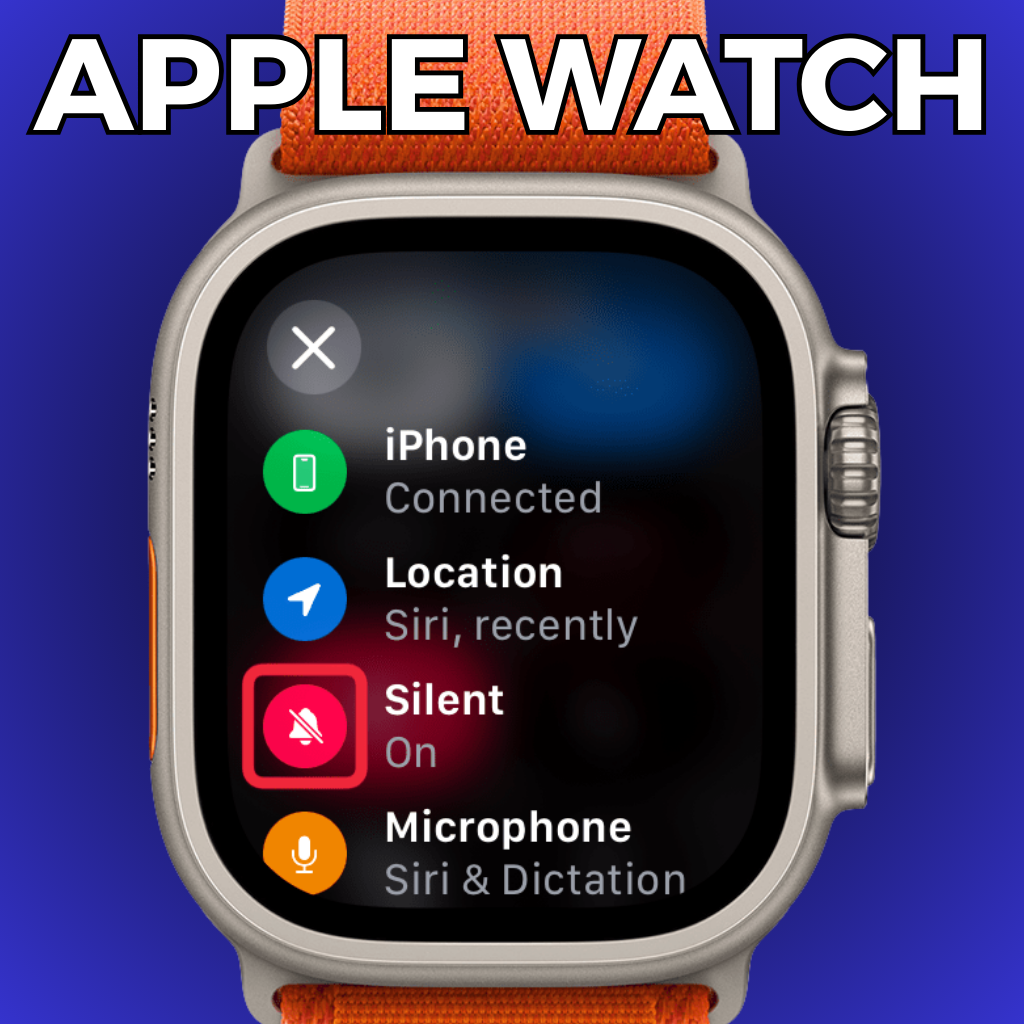 APPLE WATCH
iPhone
Connected
Location
Siri, recently
Silent
On
Microphone
Siri & Dictation